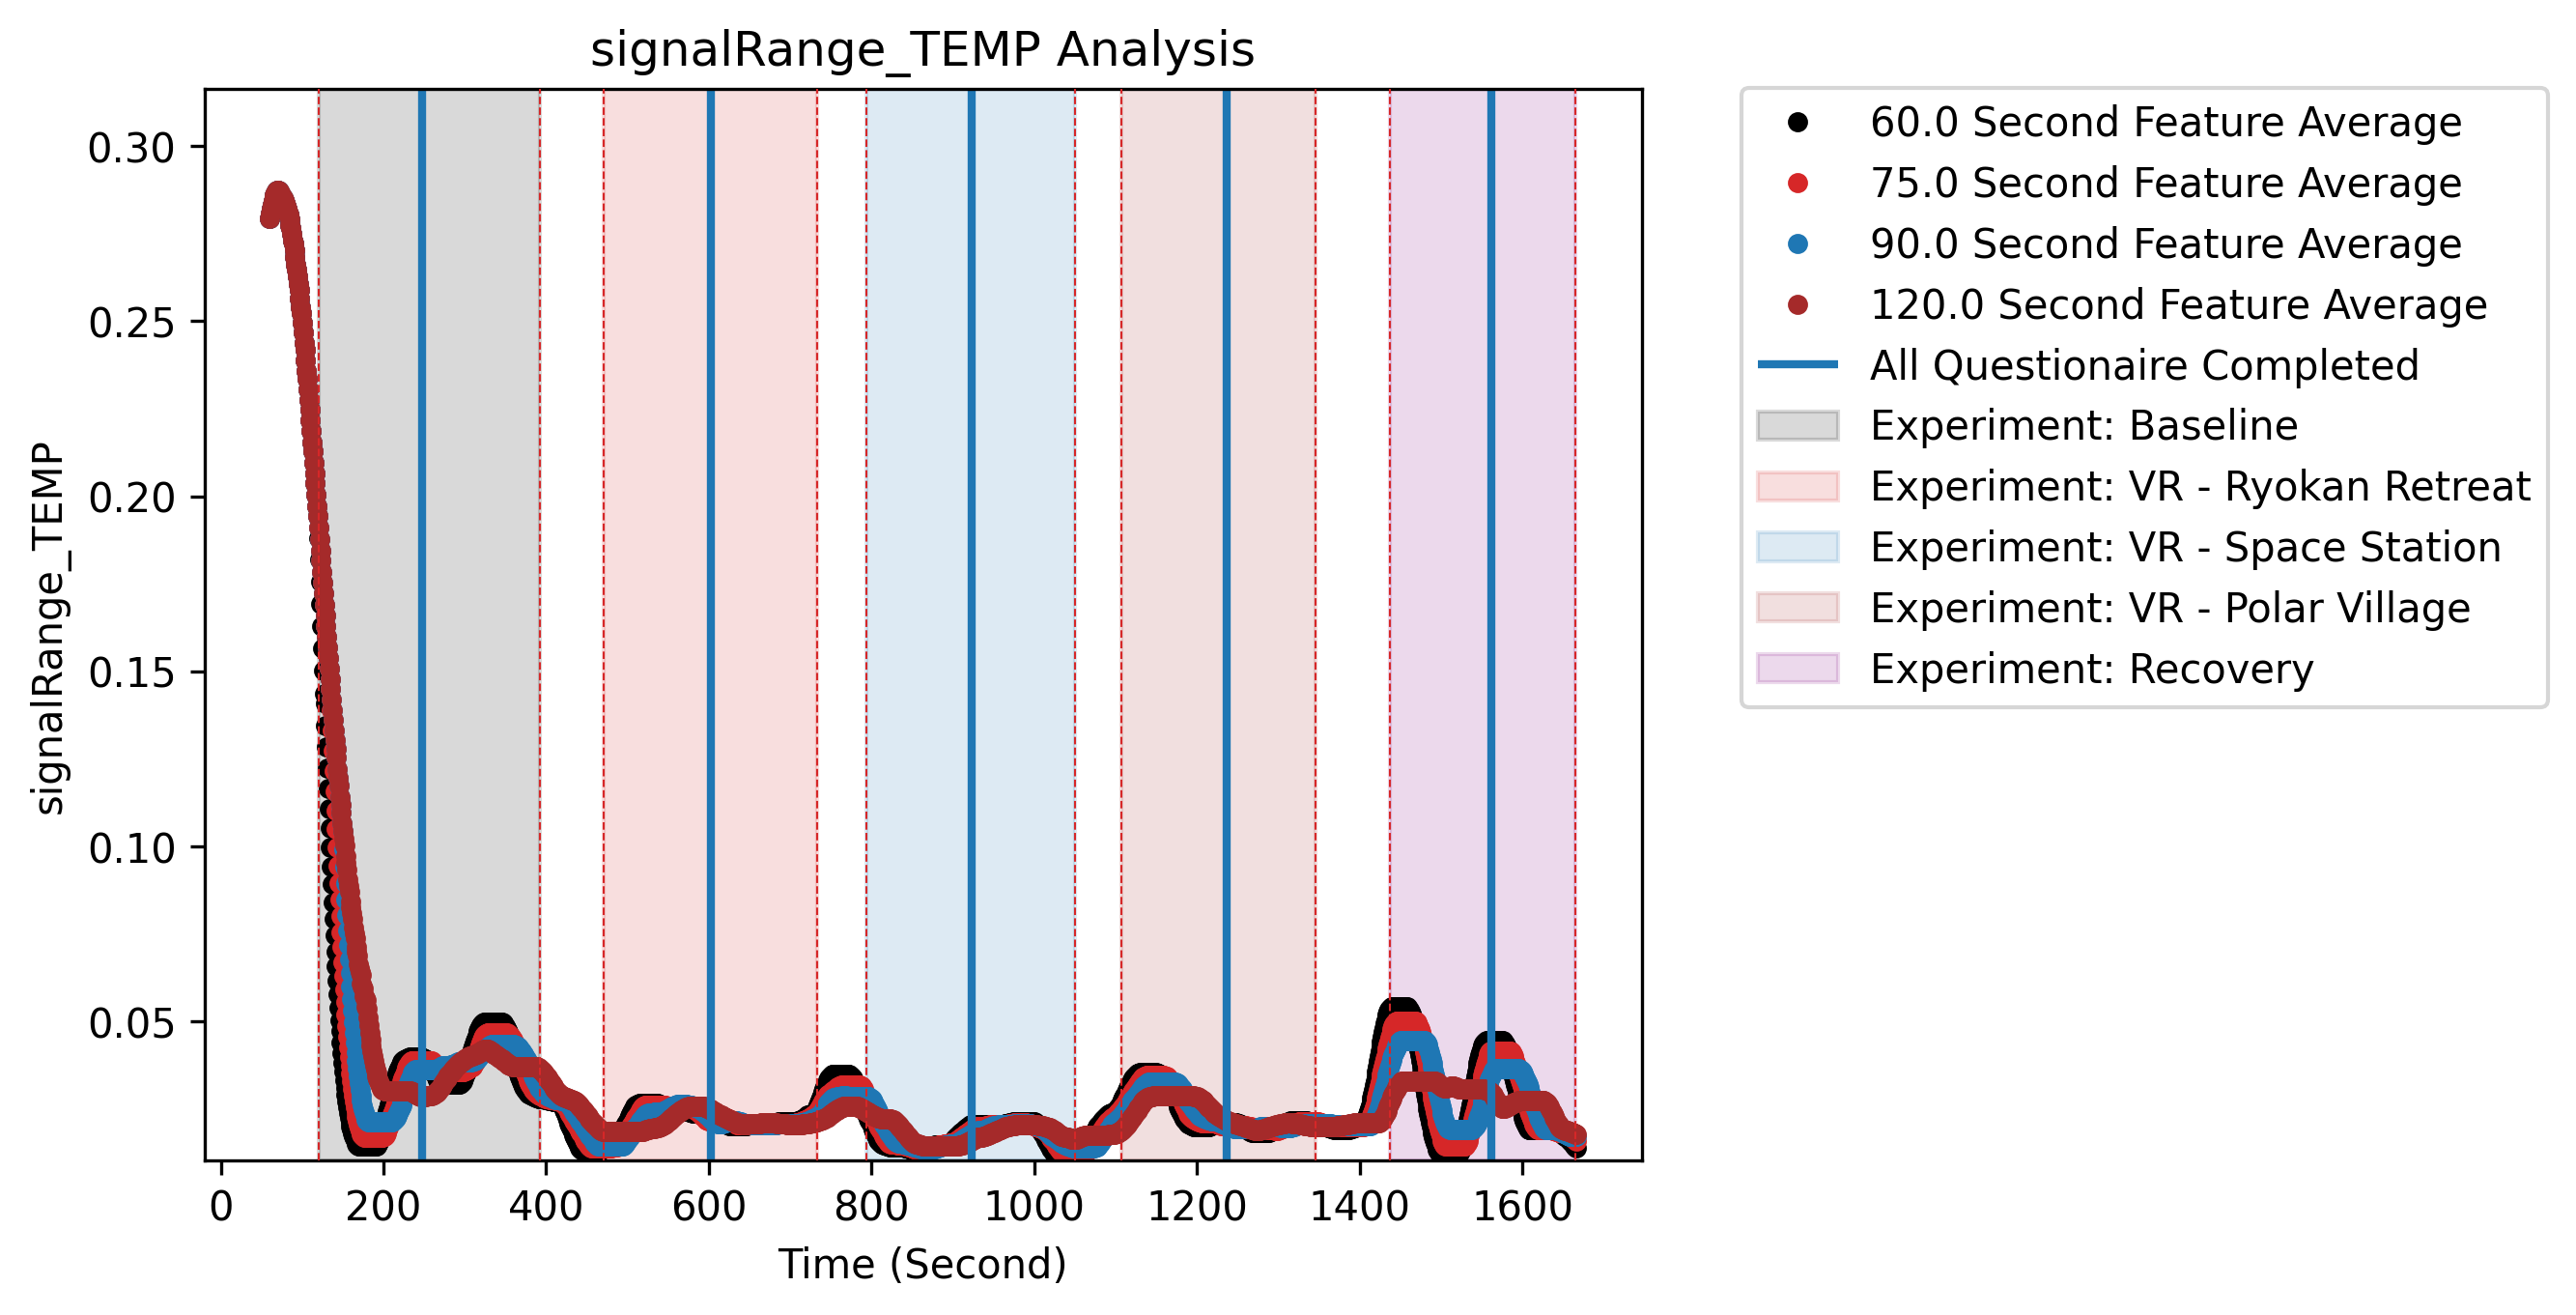 signalRange_TEMP Analysis
0.30
0.25
0.20
0.15
0.10
0.05
signalRange_TEMP
0 200 400 600 800 1000 1200 1400 1600
Time (Second)
60.0 Second Feature Average
75.0 Second Feature Average
90.0 Second Feature Average
120.0 Second Feature Average
All Questionaire Completed
Experiment: Baseline
Experiment: VR - Ryokan Retreat
Experiment: VR - Space Station
Experiment: VR - Polar Village
Experiment: Recovery